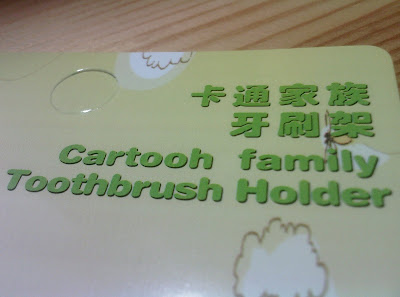 卡通家族
牙刷架
Cartooh family
Toothbrush Holder